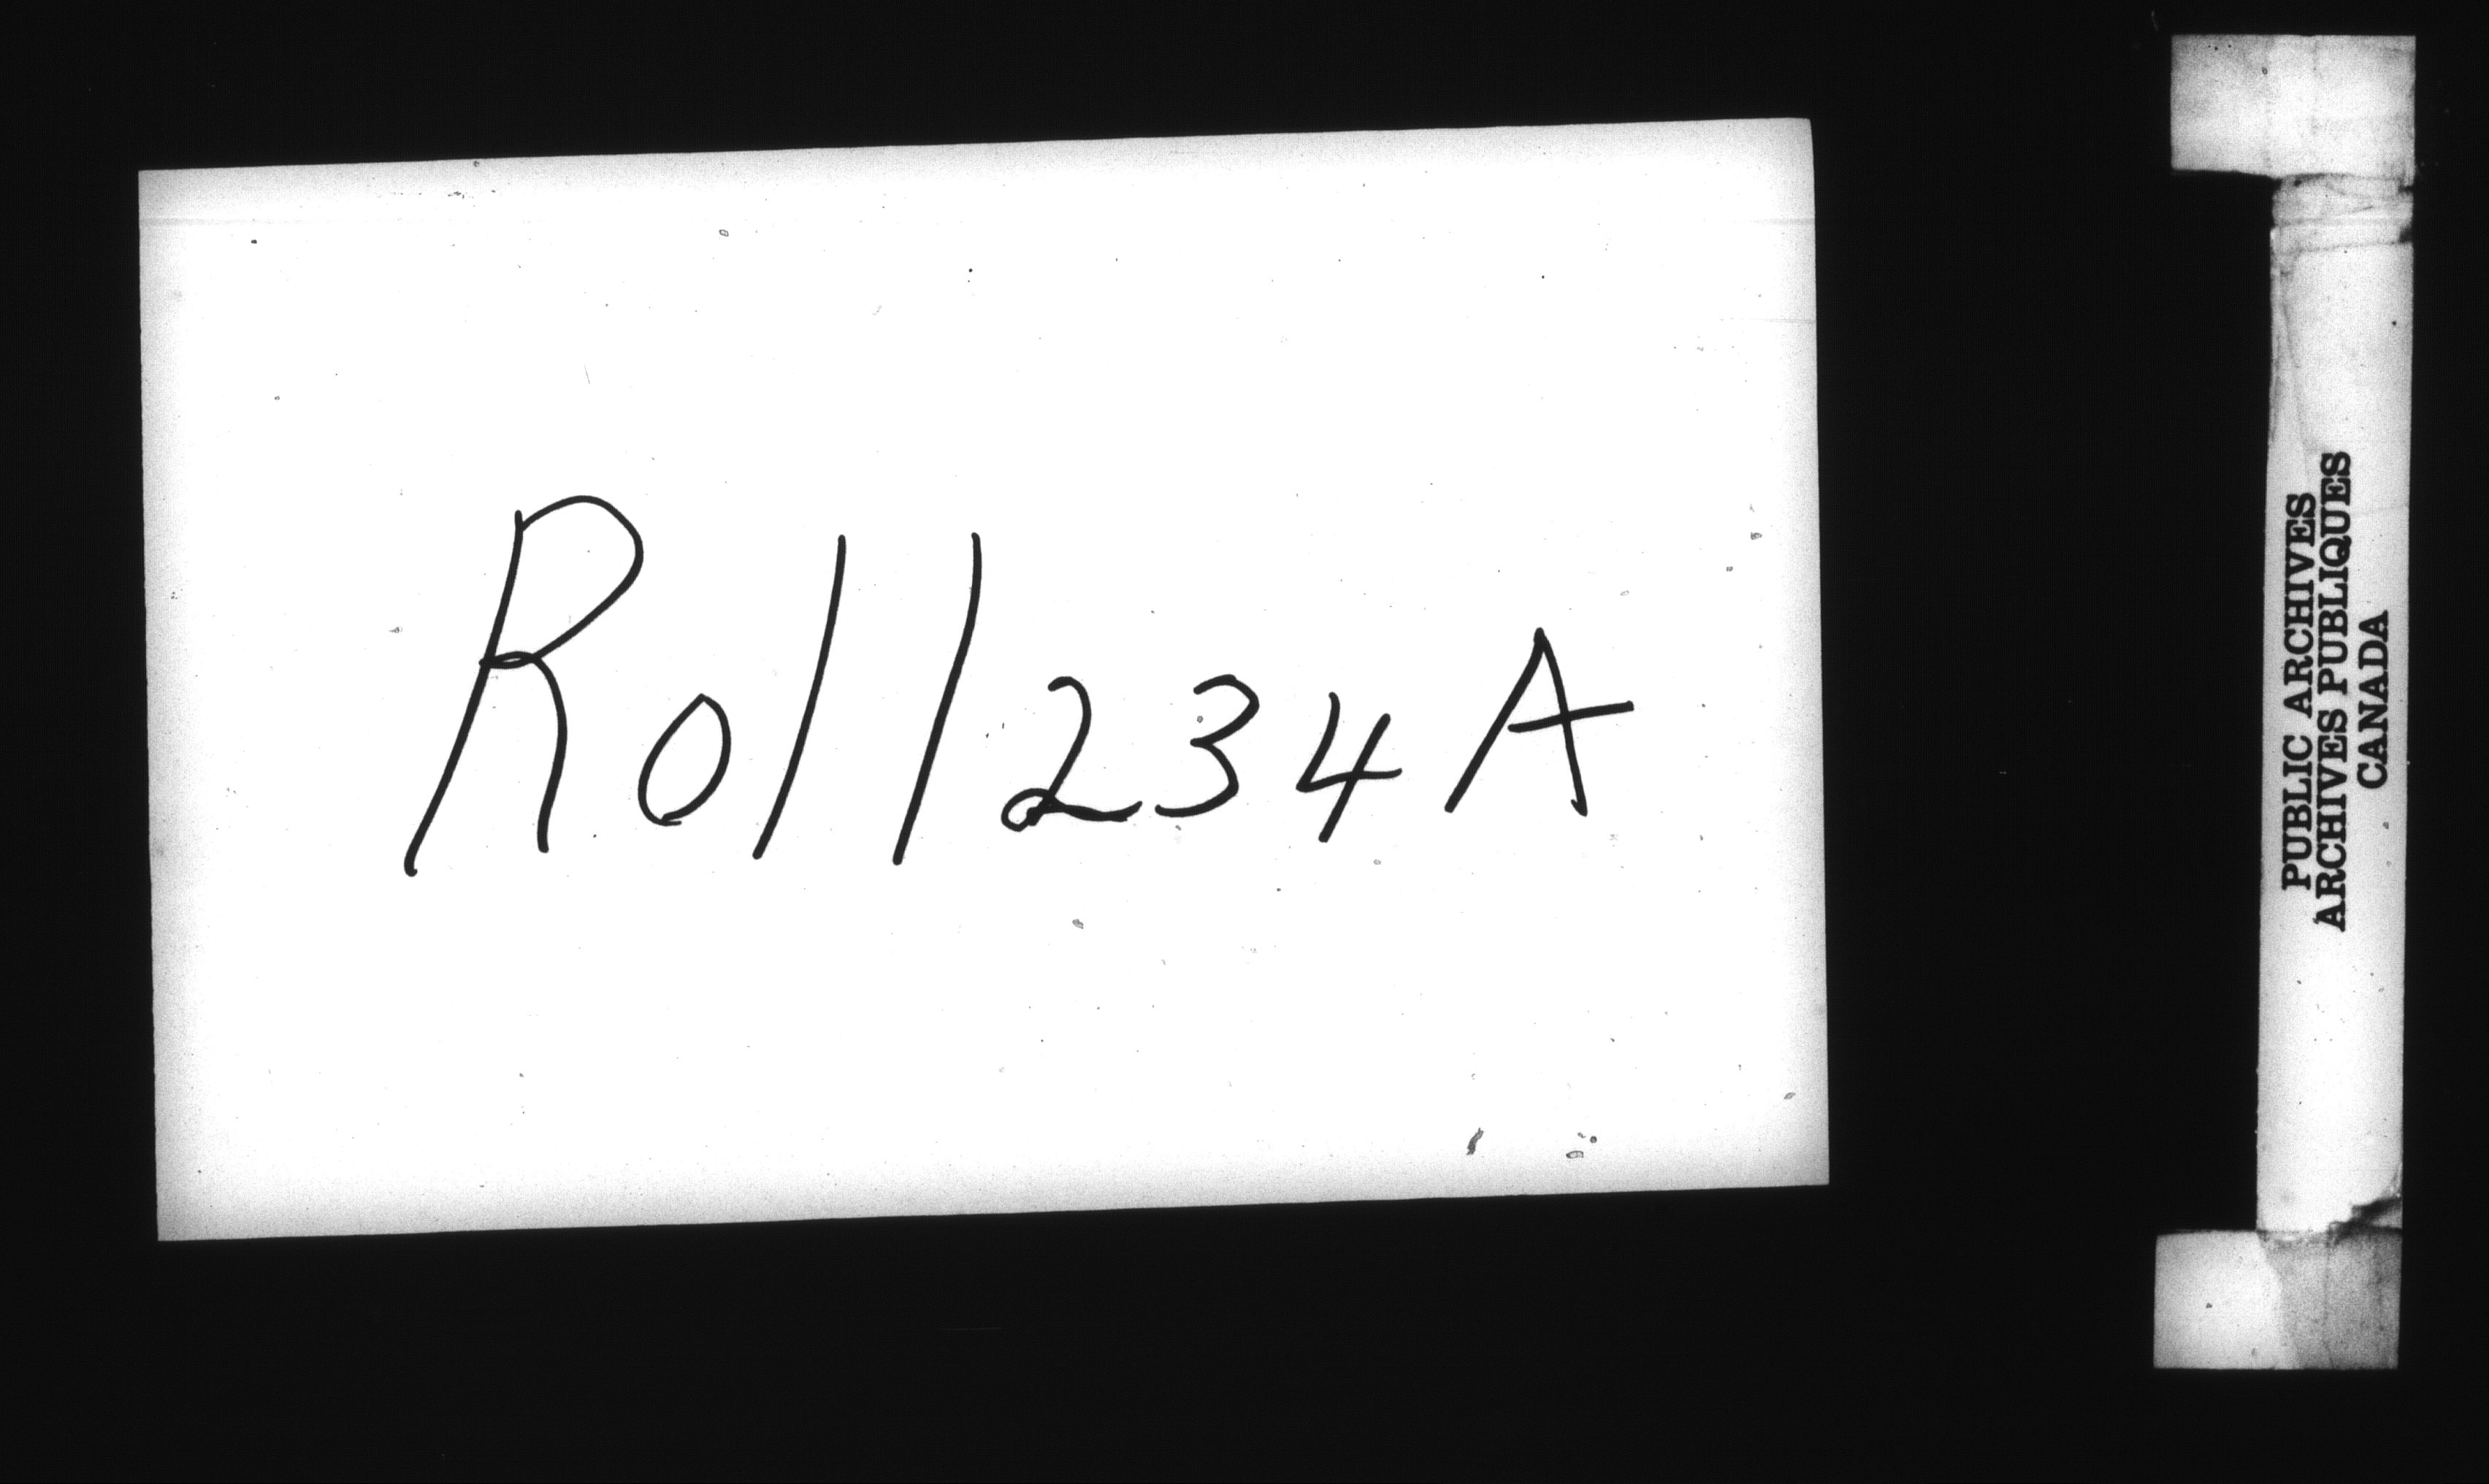 Roll 234A
PUBLIC ARCHIVES
ARCHIVES PUBLIQUES
CANADA